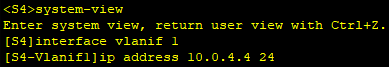 <S4>system-view
Enter system view, return user view with Ctrl+Z.
[S4]interface vlanif 1
[S4-Vlanif1]ip address 10.0.4.4 24